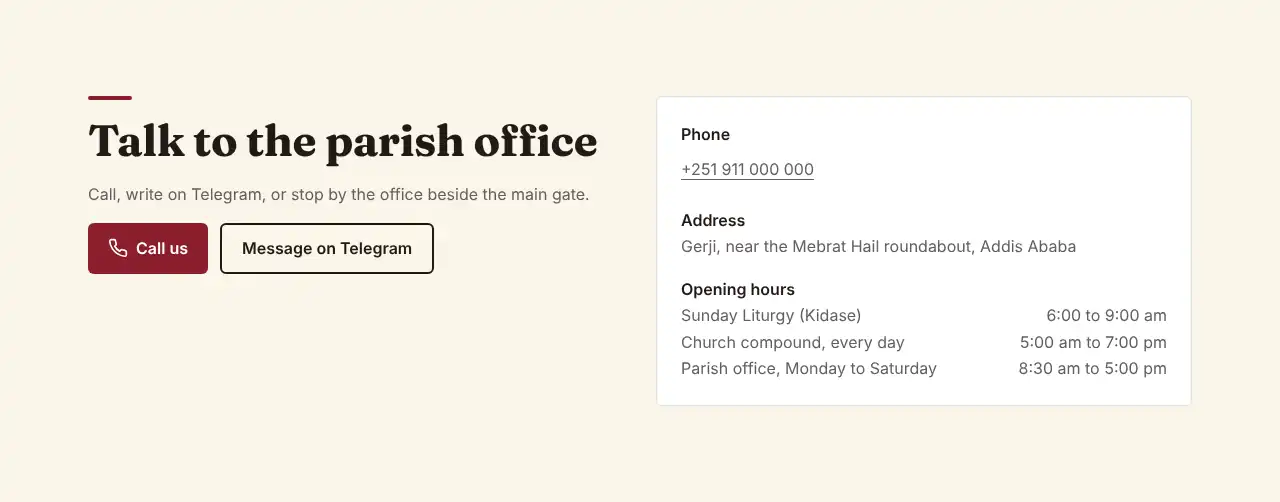 Talk to the parish office
Call, write on Telegram, or stop by the office beside the main gate.
Call us
Message on Telegram
Phone
+251 911 000 000
Address
Gerji, near the Mebrat Hail roundabout, Addis Ababa
Opening hours
Sunday Liturgy (Kidase) 6:00 to 9:00 am
Church compound, every day 5:00 am to 7:00 pm
Parish office, Monday to Saturday 8:30 am to 5:00 pm